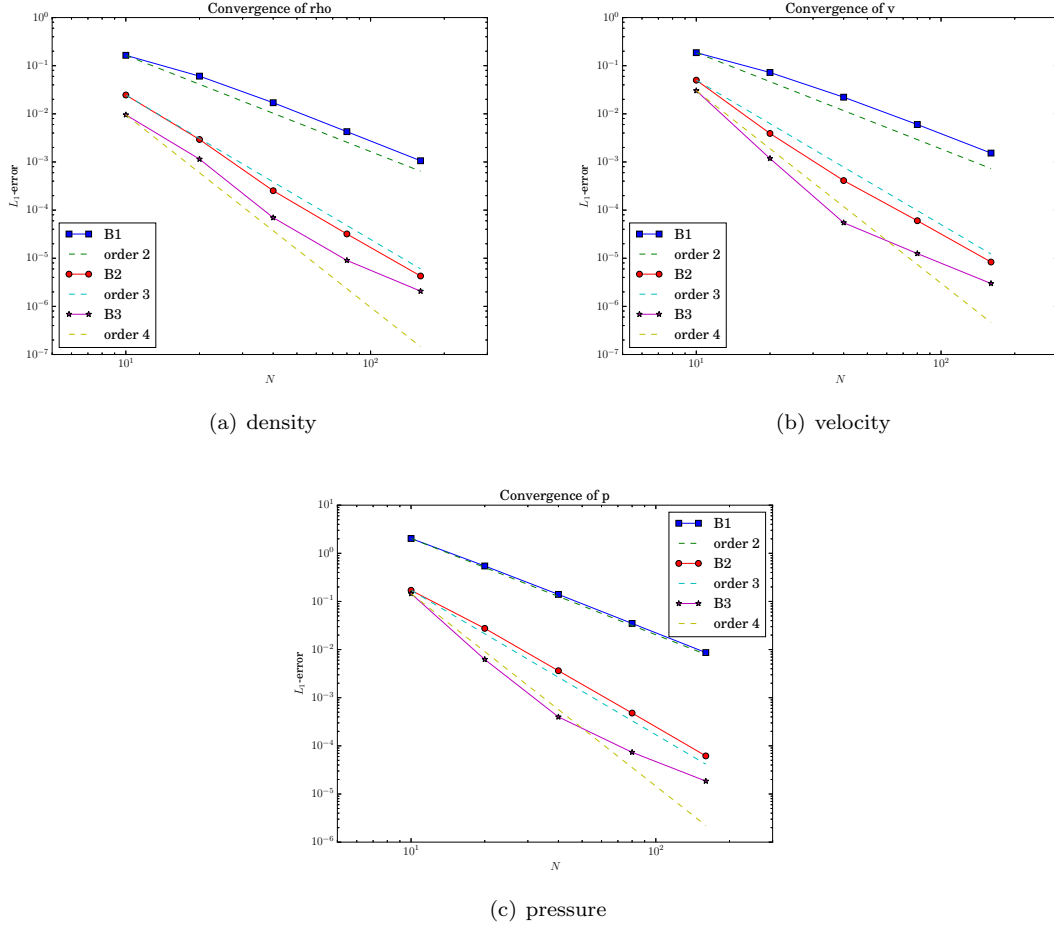 Convergence of rho
10^0
10^-1
10^-2
10^-3
10^-4
10^-5
10^-6
10^-7
L_1-error
B1
order 2
B2
order 3
B3
order 4
10^1
10^2
N
(a) density
Convergence of v
10^0
10^-1
10^-2
10^-3
10^-4
10^-5
10^-6
10^-7
L_1-error
B1
order 2
B2
order 3
B3
order 4
10^1
10^2
N
(b) velocity
Convergence of p
10^1
10^0
10^-1
10^-2
10^-3
10^-4
10^-5
10^-6
L_1-error
B1
order 2
B2
order 3
B3
order 4
10^1
10^2
N
(c) pressure